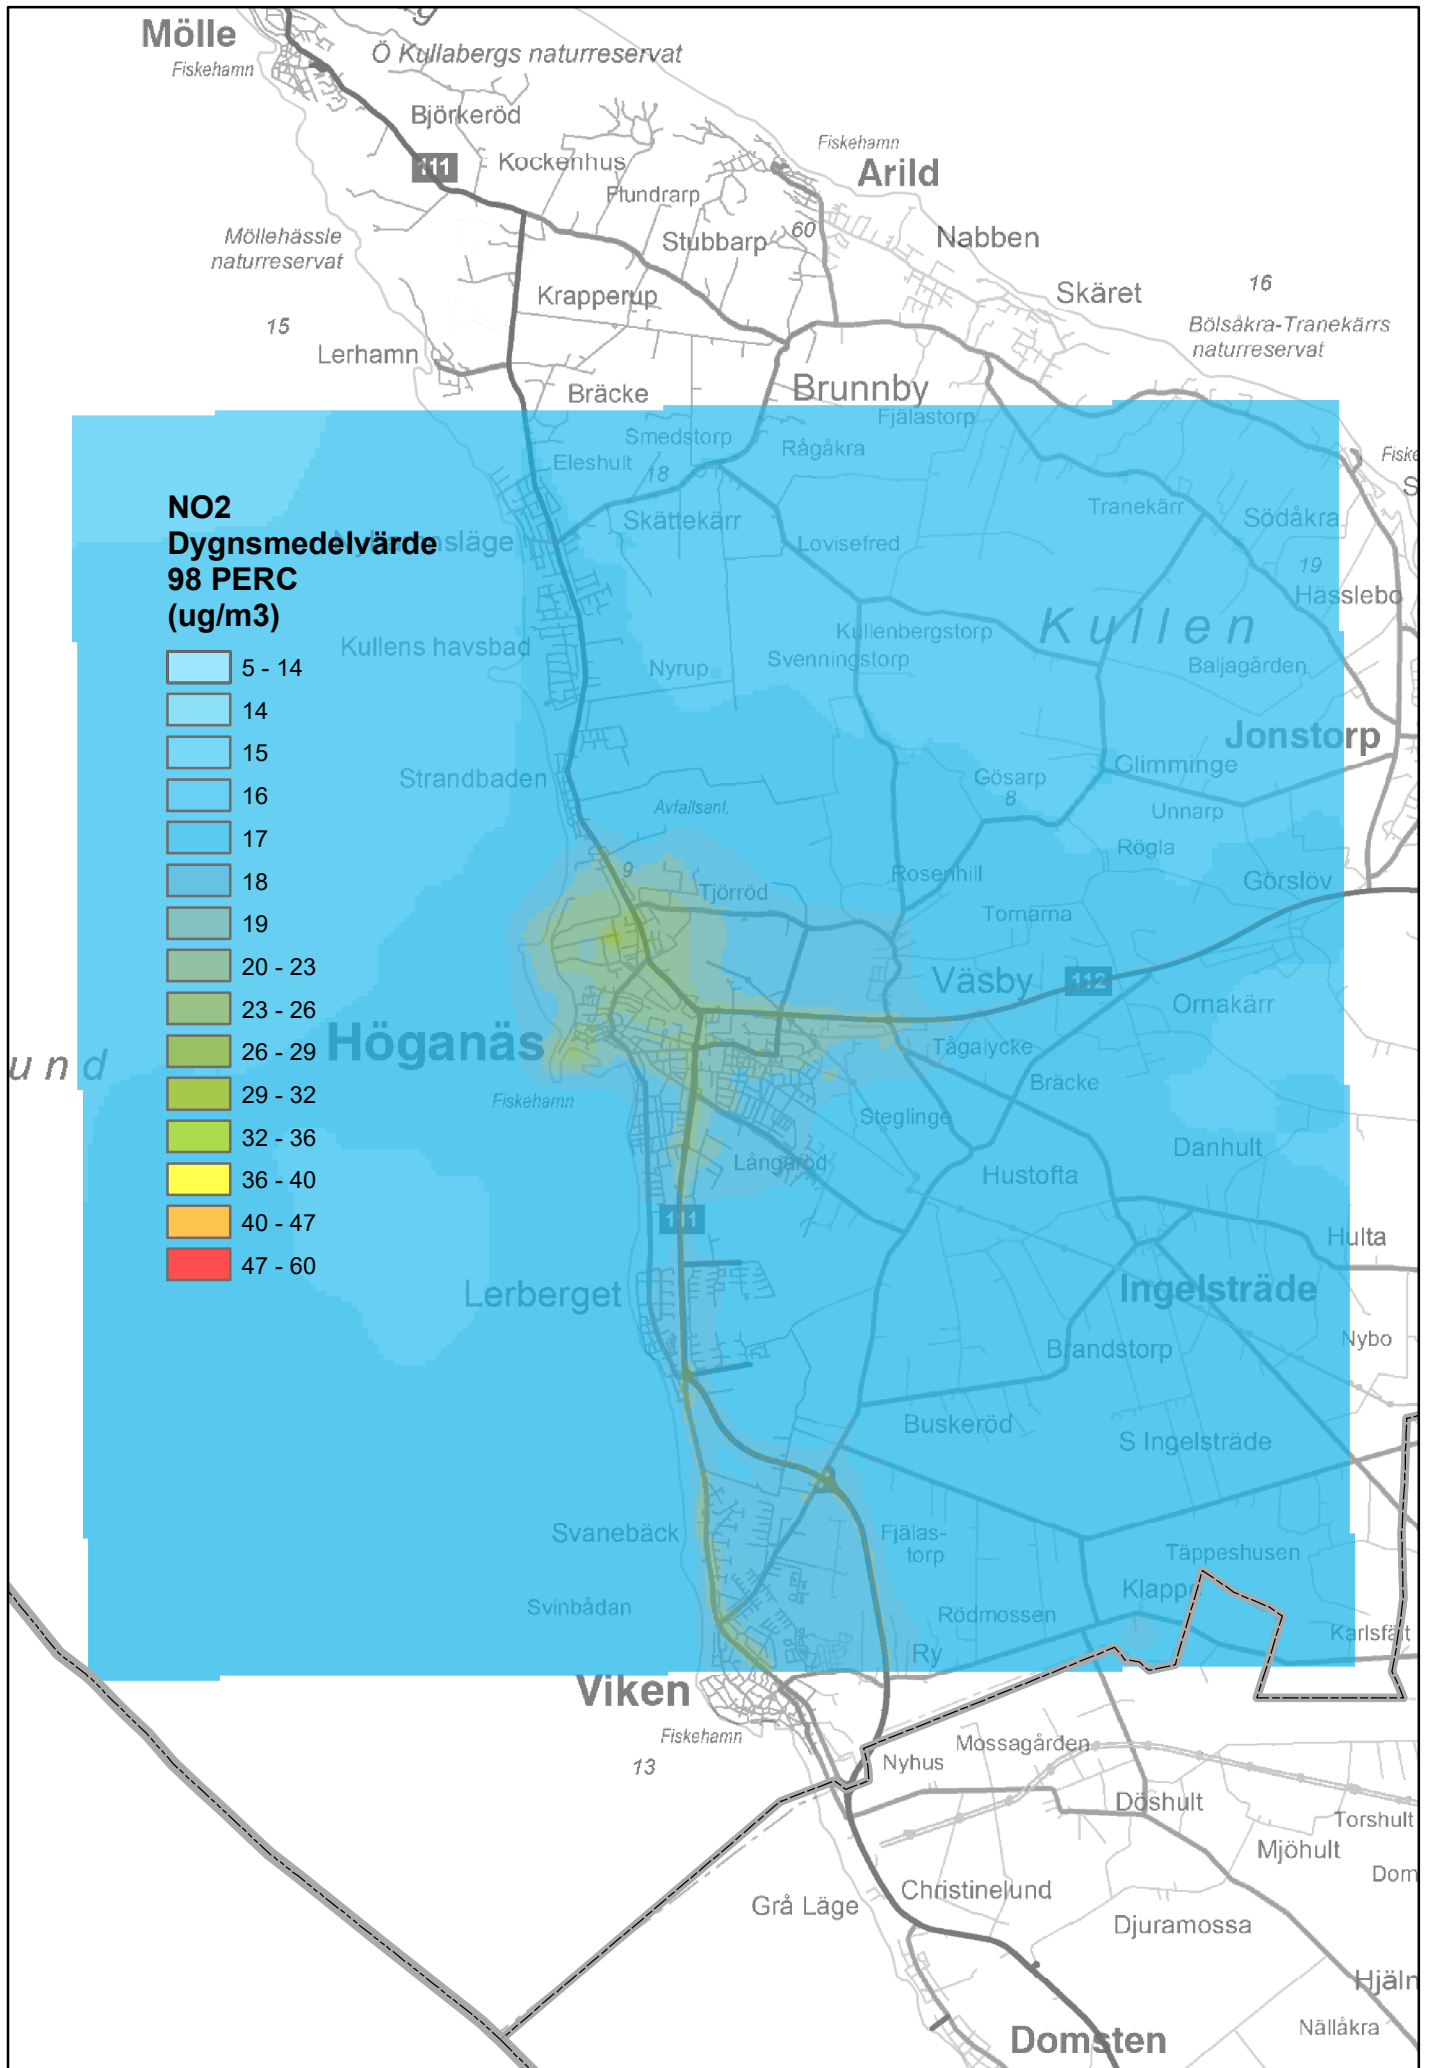 Mölle
Fiskehamn
Ö Kullabergs naturreservat
Björkeröd
111
Kockenhus
Fiskehamn
Arild
Flundrarp
Stubbarp
60
Nabben
Möllehässle
naturreservat
Krapperup
Skäret
16
15
Bölsåkra-Tranekärrs
naturreservat
Lerhamn
Bräcke
Brunnby
Fjälastorp
Smedstorp
Rågåkra
Eleshult
18
Fiske
S
NO2
Dygnsmedelvärde
98 PERC
(ug/m3)
5 - 14
14
15
16
17
18
19
20 - 23
23 - 26
26 - 29
29 - 32
32 - 36
36 - 40
40 - 47
47 - 60
Skättekärr
Tranekärr
Södåkra
Lovisefred
19
Hässlebo
Kullenbergstorp
Kullen
Kullens havsbad
Nyrup
Svenningstorp
Baljagården
Jonstorp
Strandbaden
Glimminge
Gösarp
8
Avfallsanl.
Unnarp
Rögla
9
Tjörröd
Rosenhill
Görslöv
Tornarna
Väsby
112
Ornakärr
Höganäs
und
Tågalycke
Bräcke
Fiskehamn
Steglinge
Danhult
Långaröd
Hustofta
111
Hulta
Lerberget
Ingelsträde
Nybo
Brandstorp
Buskeröd
S Ingelsträde
Svanebäck
Fjälas-
torp
Täppeshusen
Klappe
Svinbådan
Rödmossen
Karlsfält
Ry
Viken
Fiskehamn
13
Mossagården
Nyhus
Döshult
Torshult
Mjöhult
Dom
Christinelund
Grå Läge
Djuramossa
Hjäln
Nällåkra
Domsten